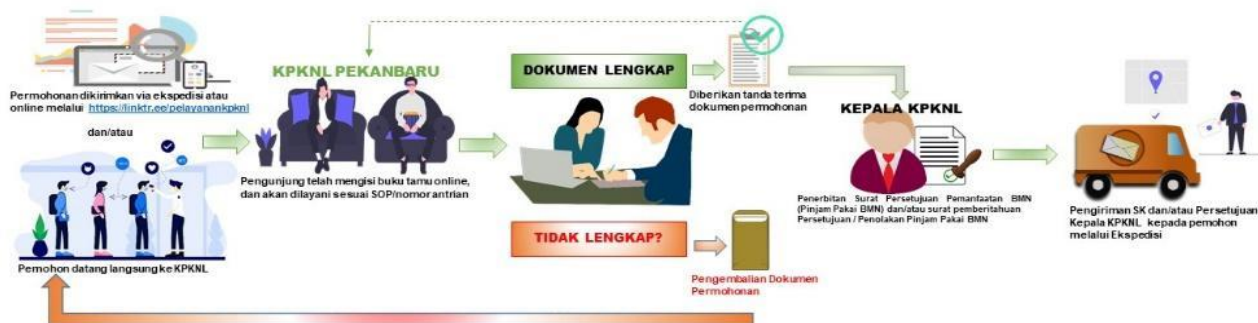 Permohonan dikirimkan via ekspedisi atau
online melalui https://linktr.ee/pelayanankpknl
dan/atau
Pemohon datang langsung ke KPKNL
KPKNL PEKANBARU
Pengunjung telah mengisi buku tamu online,
dan akan dilayani sesuai SOP/nomor antrian
DOKUMEN LENGKAP
Diberikan tanda terima
dokumen permohonan
TIDAK LENGKAP?
Pengembalian Dokumen
Permohonan
KEPALA KPKNL
Penerbitan Surat Persetujuan Pemanfaatan BMN
(Pinjam Pakai BMN) dan/atau surat pemberitahuan
Persetujuan / Penolakan Pinjam Pakai BMN
Pengiriman SK dan/atau Persetujuan
Kepala KPKNL kepada pemohon
melalui Ekspedisi